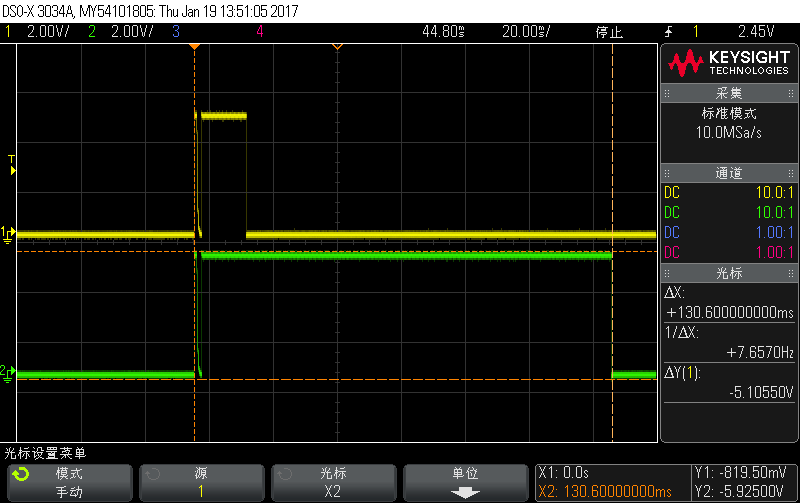 DSO-X 3034A, MY54101805: Thu Jan 19 13:51:05 2017
1 2.00V/ 2 2.00V/ 3 4 44.80s 20.00s/ 停止 1 2.45V
KEYSIGHT
TECHNOLOGIES
采集
标准模式
10.0MSa/s
通道
DC 10.0:1
DC 10.0:1
DC 1.00:1
DC 1.00:1
光标
ΔX:
+130.600000000ms
1/ΔX:
+7.6570Hz
ΔY(1):
-5.10550V
T
1
2
光标设置菜单
模式
手动
源
1
光标
X2
单位
X1: 0.0s
X2: 130.60000000ms
Y1: -819.50mV
Y2: -5.92500V